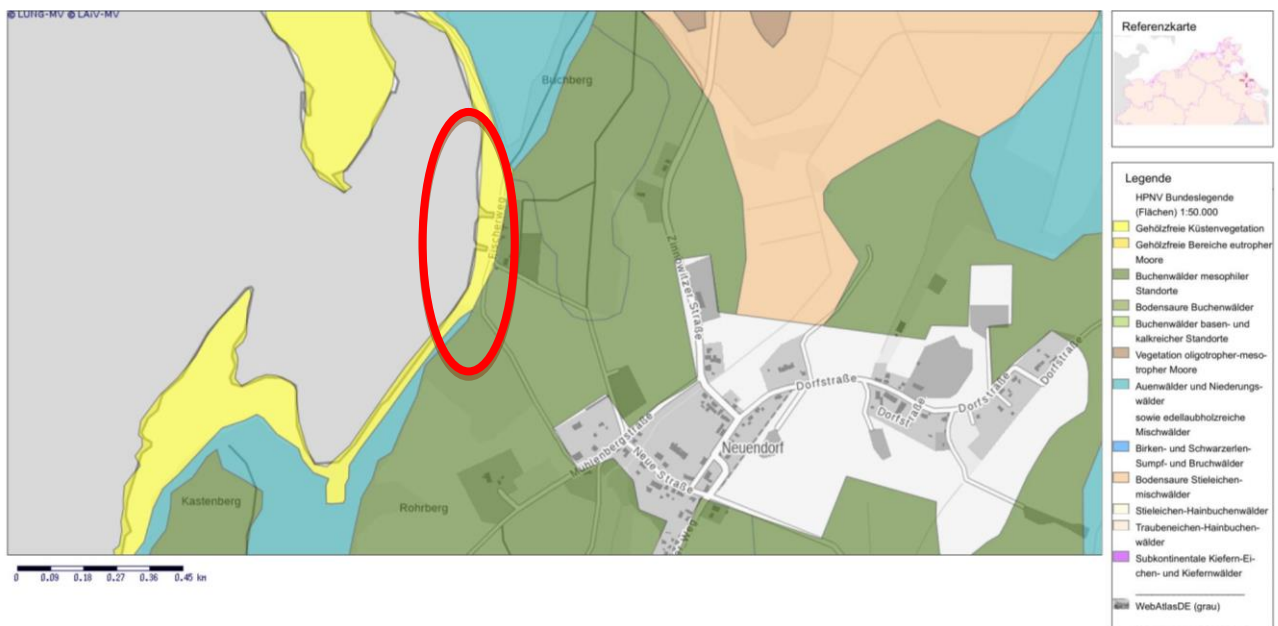 © LUNG-MV © LAiV-MV
Buchberg
Fischerweg
Zinnowitzer-Straße
Dorfstraße
Dorfstraße
Dorfstraße
Dorfst.
Neuendorf
Mühlenbergstraße
Neue-Straße
Kastenberg
Rohrberg
Weg
0 0.09 0.18 0.27 0.36 0.45 km
Referenzkarte
Legende
HPNV Bundeslegende
(Flächen) 1:50.000
Gehölzfreie Küstenvegetation
Gehölzfreie Bereiche eutropher
Moore
Buchenwälder mesophiler
Standorte
Bodensaure Buchenwälder
Buchenwälder basen- und
kalkreicher Standorte
Vegetation oligotropher-meso-
tropher Moore
Auenwälder und Niederungs-
wälder
sowie edellaubholzreiche
Mischwälder
Birken- und Schwarzerlen-
Sumpf- und Bruchwälder
Bodensaure Stieleichen-
mischwälder
Stieleichen-Hainbuchenwälder
Traubeneichen-Hainbuchen-
wälder
Subkontinentale Kiefern-Ei-
chen- und Kiefernwälder
WebAtlasDE (grau)